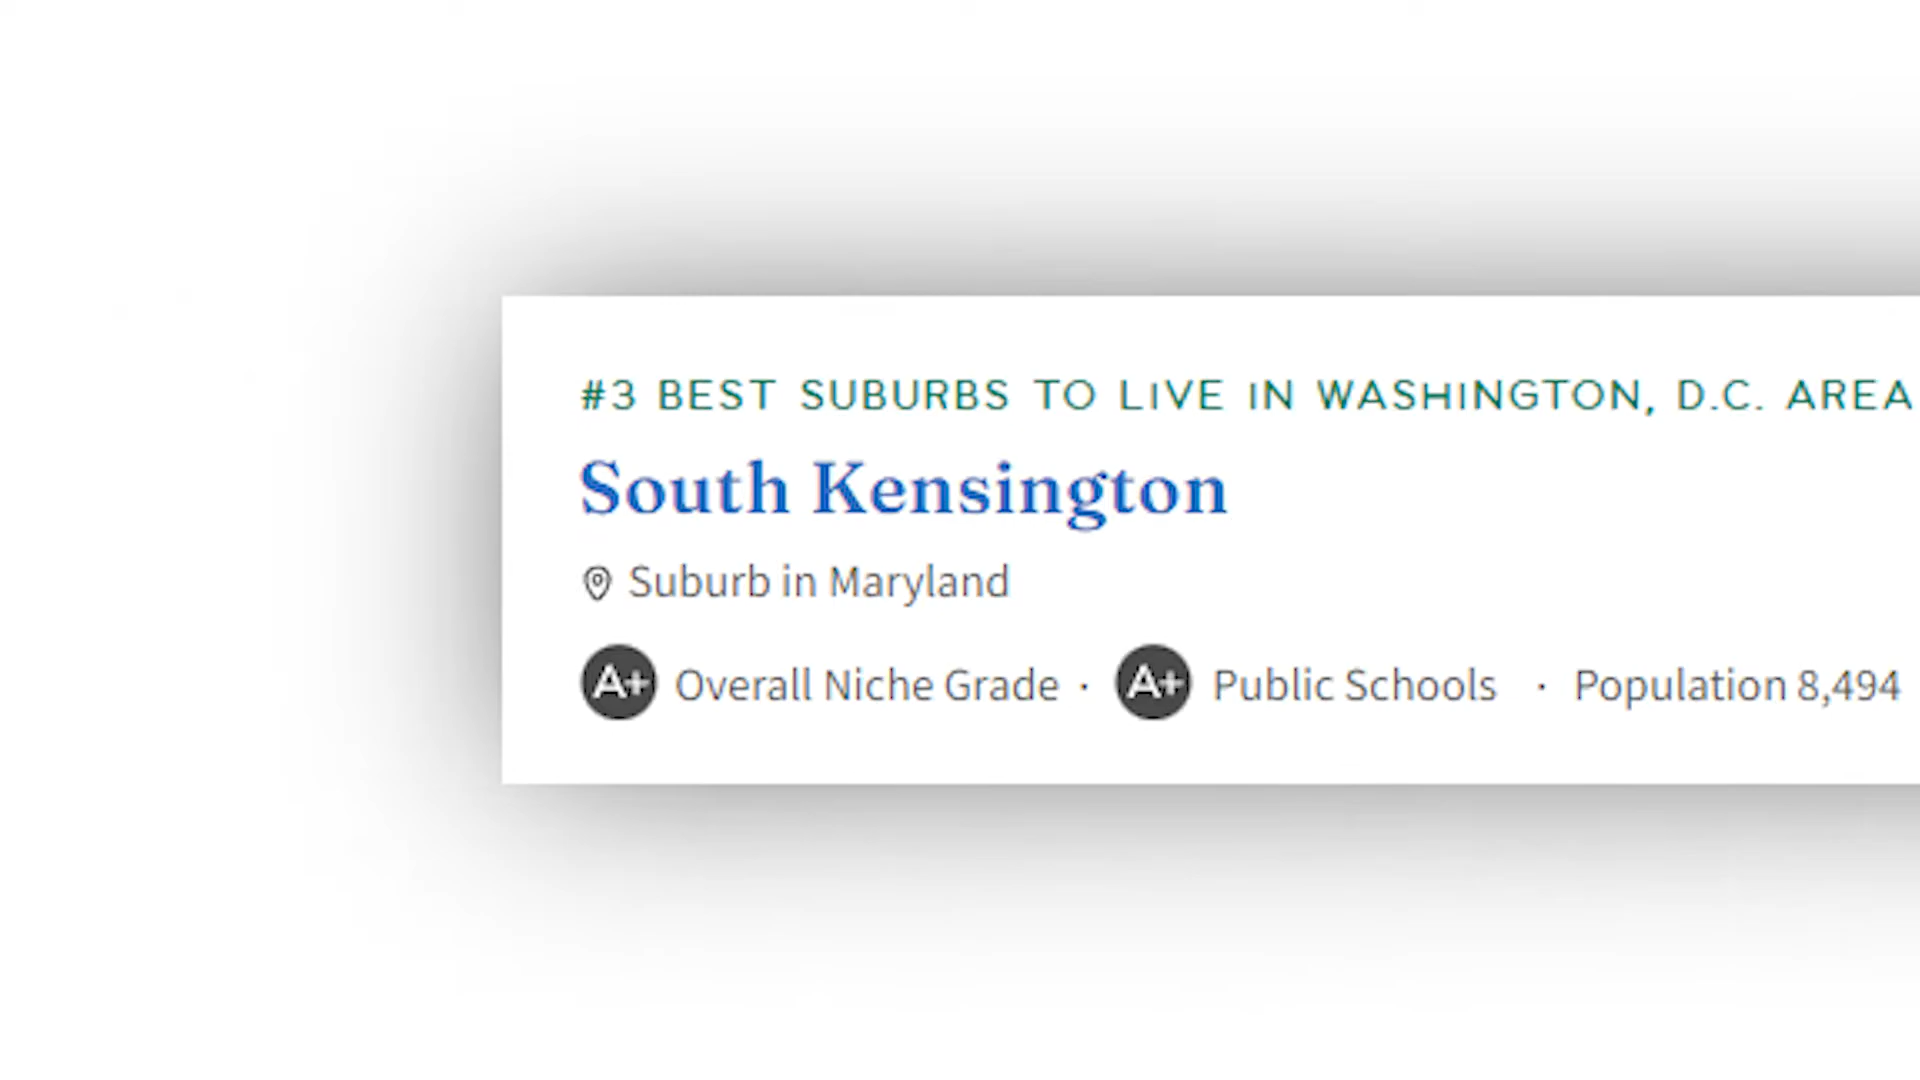 #3 BEST SUBURBS TO LIVE IN WASHINGTON, D.C. AREA
South Kensington
Suburb in Maryland
A+ Overall Niche Grade · A+ Public Schools · Population 8,494